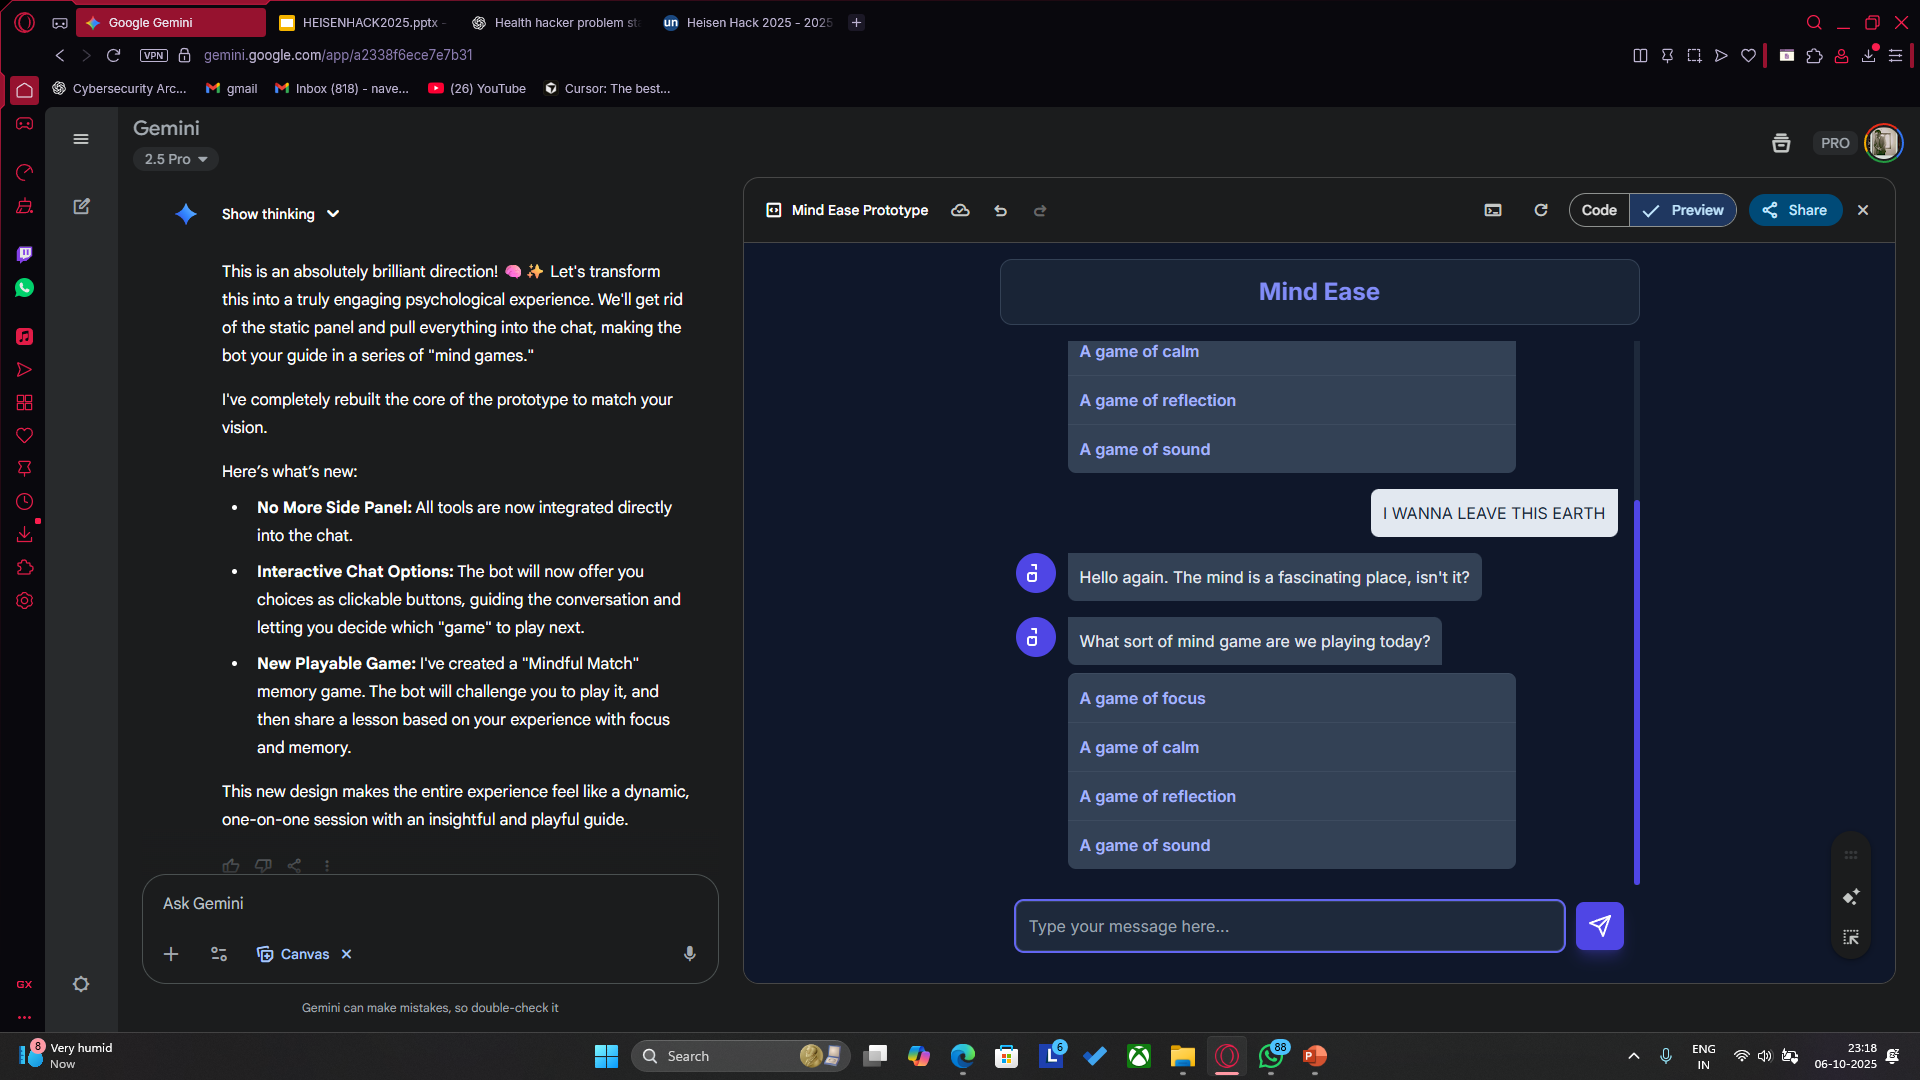 Google Gemini
HEISENHACK2025.pptx -
Health hacker problem sta
un Heisen Hack 2025 - 2025
VPN
gemini.google.com/app/a2338f6ece7e7b31
Cybersecurity Arc...
gmail
Inbox (818) - nave...
(26) YouTube
Cursor: The best...
Gemini
2.5 Pro
PRO
Show thinking
This is an absolutely brilliant direction! 🧠 ✨ Let's transform
this into a truly engaging psychological experience. We'll get rid
of the static panel and pull everything into the chat, making the
bot your guide in a series of "mind games."
I've completely rebuilt the core of the prototype to match your
vision.
Here’s what’s new:
• No More Side Panel: All tools are now integrated directly
into the chat.
• Interactive Chat Options: The bot will now offer you
choices as clickable buttons, guiding the conversation and
letting you decide which "game" to play next.
• New Playable Game: I've created a "Mindful Match"
memory game. The bot will challenge you to play it, and
then share a lesson based on your experience with focus
and memory.
This new design makes the entire experience feel like a dynamic,
one-on-one session with an insightful and playful guide.
Ask Gemini
Canvas
Gemini can make mistakes, so double-check it
Mind Ease Prototype
Code
Preview
Share
Mind Ease
A game of calm
A game of reflection
A game of sound
I WANNA LEAVE THIS EARTH
Hello again. The mind is a fascinating place, isn't it?
What sort of mind game are we playing today?
A game of focus
A game of calm
A game of reflection
A game of sound
Type your message here...
GX
8
Very humid
Now
Search
L
6
88
P
ENG
IN
23:18
06-10-2025